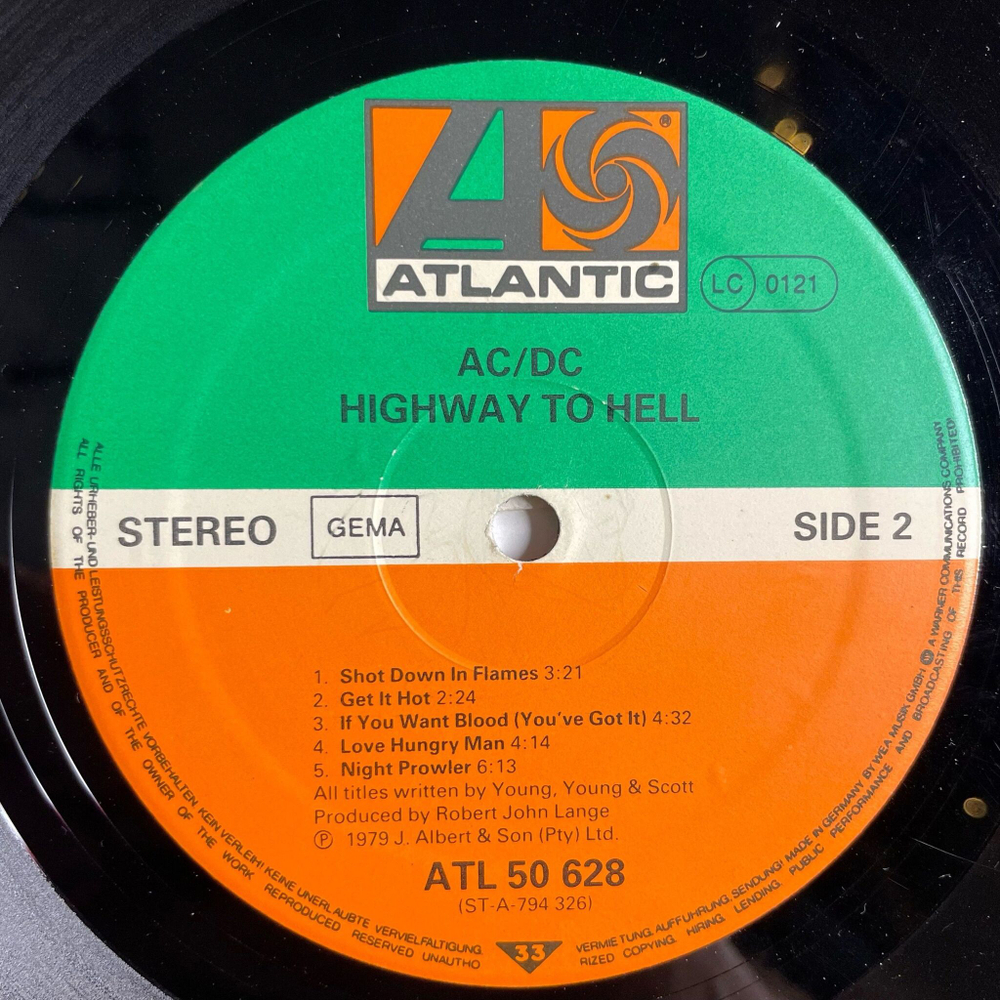 ®
ATLANTIC
LC 0121
AC/DC
HIGHWAY TO HELL
STEREO
GEMA
SIDE 2
1. Shot Down In Flames 3:21
2. Get It Hot 2:24
3. If You Want Blood (You've Got It) 4:32
4. Love Hungry Man 4:14
5. Night Prowler 6:13
All titles written by Young, Young & Scott
Produced by Robert John Lange
℗ 1979 J. Albert & Son (Pty) Ltd.
ATL 50 628
(ST-A-794 326)
33
ALLE URHEBER- UND LEISTUNGSSCHUTZRECHTE VORBEHALTEN KEIN VERLEIH! KEINE UNERLAUBTE VERVIELFÄLTIGUNG, VERMIETUNG, AUFFÜHRUNG, SENDUNG! MADE IN GERMANY BY WEA MUSIK GMBH A WARNER COMMUNICATIONS COMPANY
ALL RIGHTS OF THE PRODUCER AND OF THE OWNER OF THE WORK REPRODUCED RESERVED UNAUTHORIZED COPYING, HIRING, LENDING, PUBLIC PERFORMANCE AND BROADCASTING OF THIS RECORD PROHIBITED!